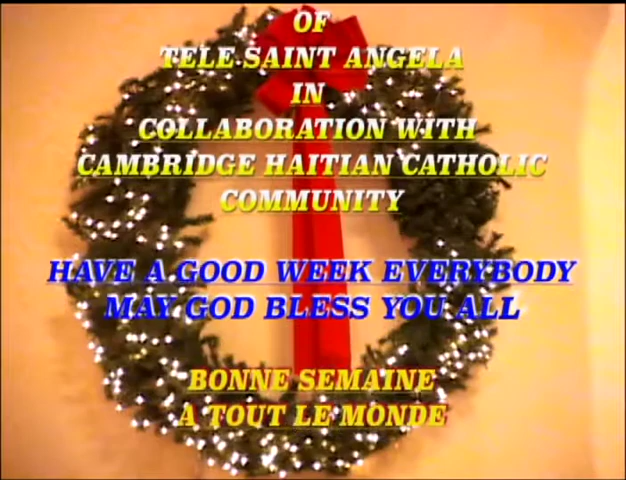 OF
TELE SAINT ANGELA
IN
COLLABORATION WITH
CAMBRIDGE HAITIAN CATHOLIC
COMMUNITY
HAVE A GOOD WEEK EVERYBODY
MAY GOD BLESS YOU ALL
BONNE SEMAINE
A TOUT LE MONDE